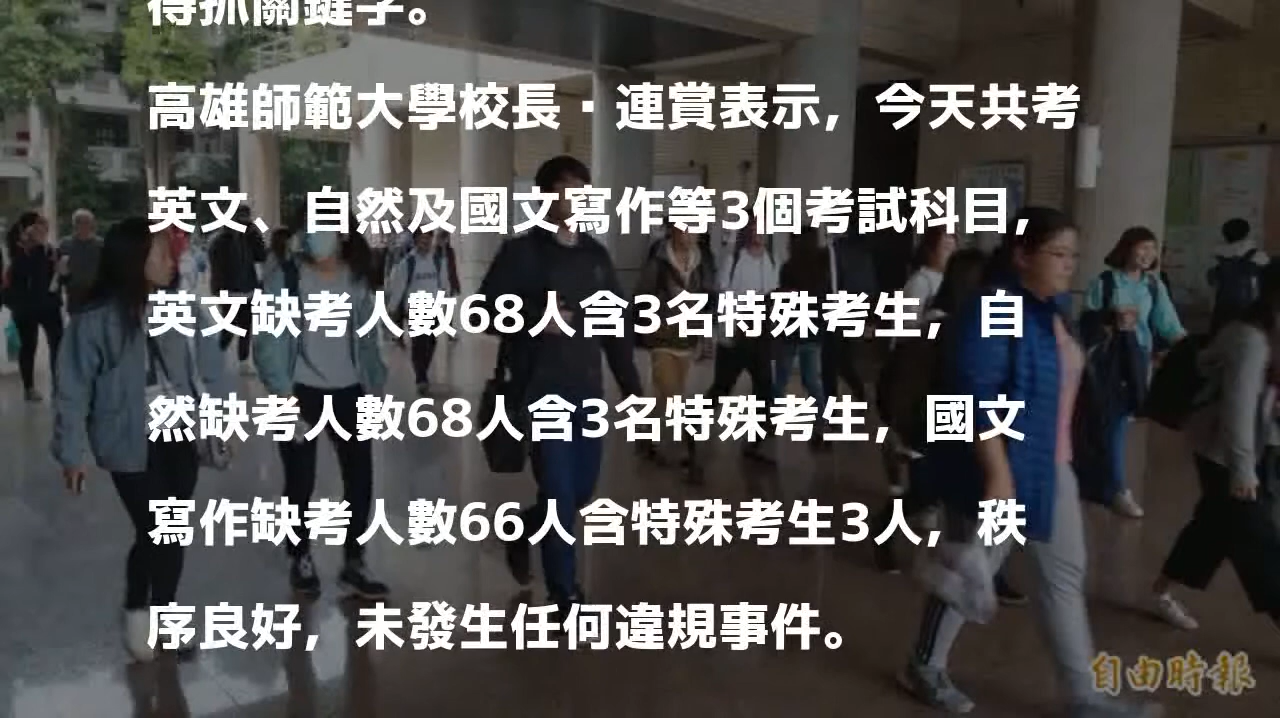 得抓關鍵字。
高雄師範大學校長·連賞表示，今天共考
英文、自然及國文寫作等3個考試科目，
英文缺考人數68人含3名特殊考生，自
然缺考人數68人含3名特殊考生，國文
寫作缺考人數66人含特殊考生3人，秩
序良好，未發生任何違規事件。
自由時報